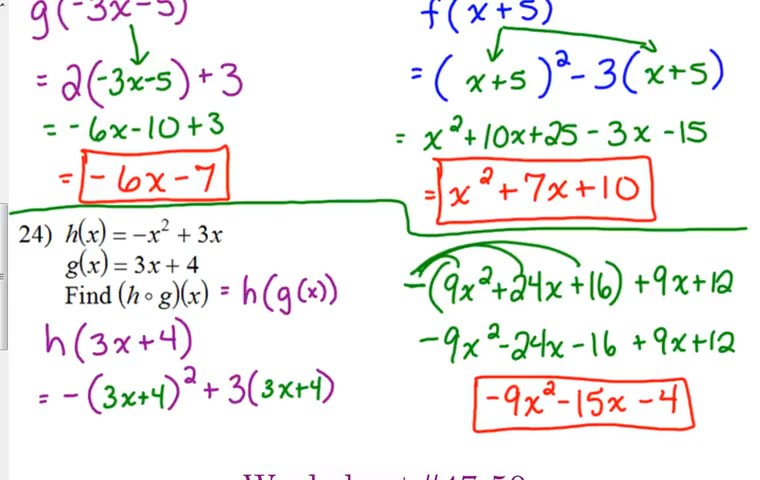 g(-3x-5)
= 2(-3x-5)+3
= -6x-10+3
= -6x-7
f(x+5)
= (x+5)²-3(x+5)
= x²+10x+25-3x-15
= x²+7x+10
24) h(x) = -x² + 3x
g(x) = 3x + 4
Find (h ∘ g)(x) = h(g(x))
h(3x+4)
= -(3x+4)²+3(3x+4)
-(9x²+24x+16)+9x+12
-9x²-24x-16+9x+12
-9x²-15x-4